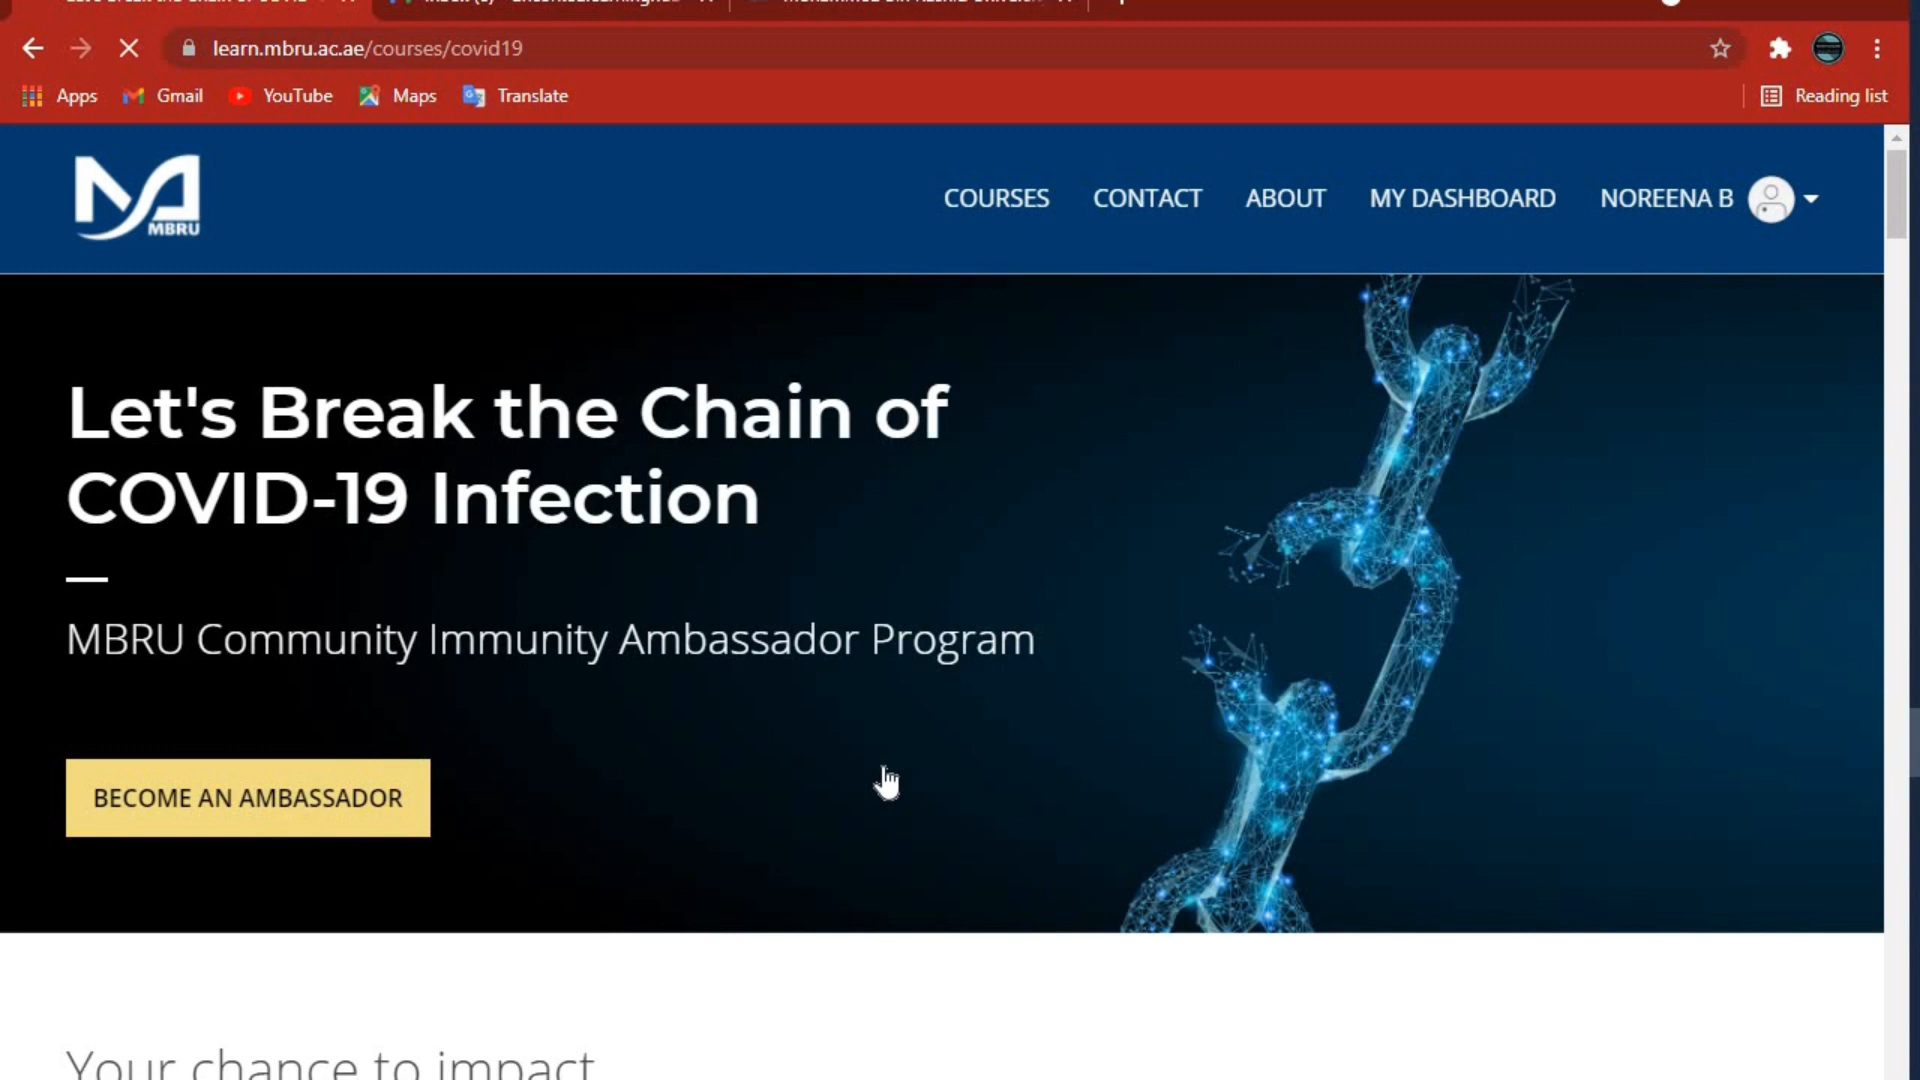 learn.mbru.ac.ae/courses/covid19
Apps Gmail YouTube Maps Translate Reading list
MBRU
COURSES CONTACT ABOUT MY DASHBOARD NOREENA B
Let's Break the Chain of
COVID-19 Infection
MBRU Community Immunity Ambassador Program
BECOME AN AMBASSADOR
Your chance to impact